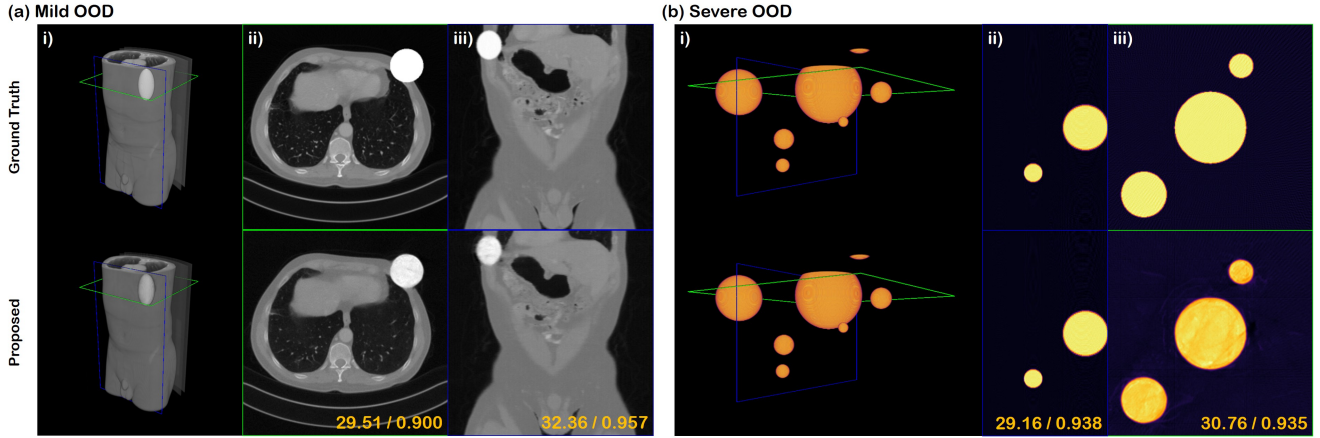 (a) Mild OOD
(b) Severe OOD
i)
ii)
iii)
i)
ii)
iii)
Ground Truth
Proposed
29.51 / 0.900
32.36 / 0.957
29.16 / 0.938
30.76 / 0.935